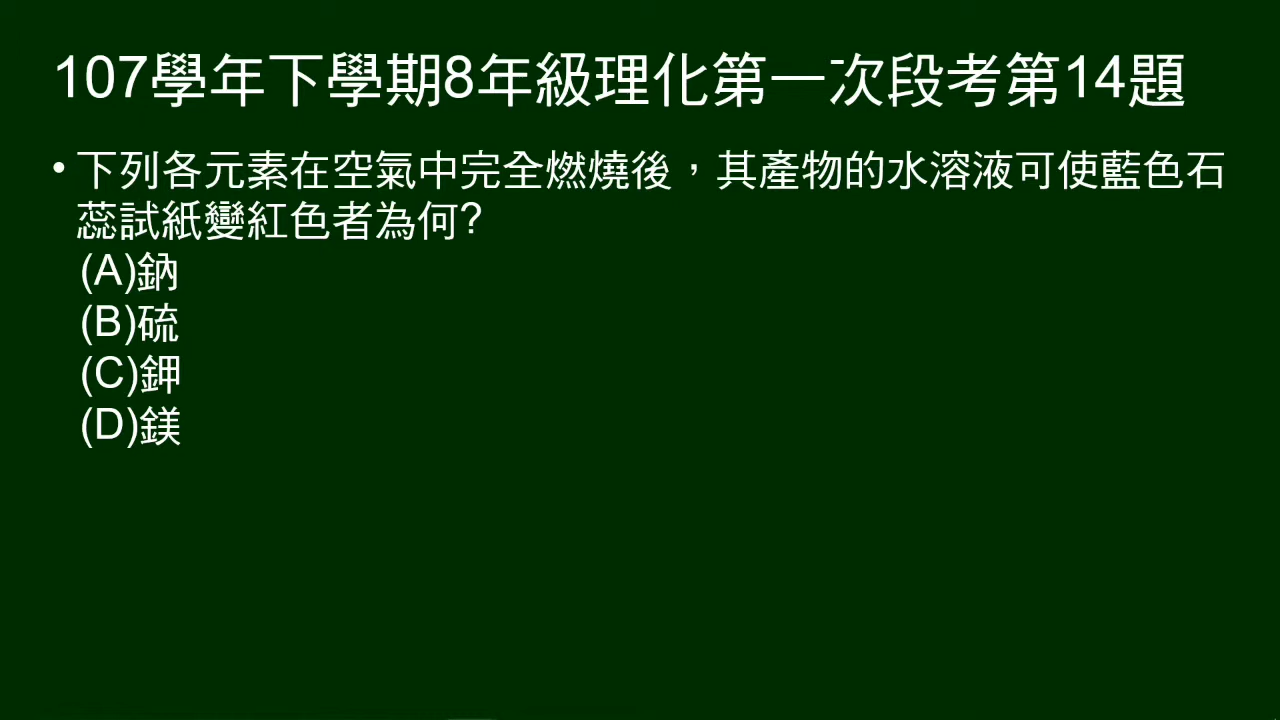 107學年下學期8年級理化第一次段考第14題
• 下列各元素在空氣中完全燃燒後，其產物的水溶液可使藍色石
蕊試紙變紅色者為何?
(A)鈉
(B)硫
(C)鉀
(D)鎂